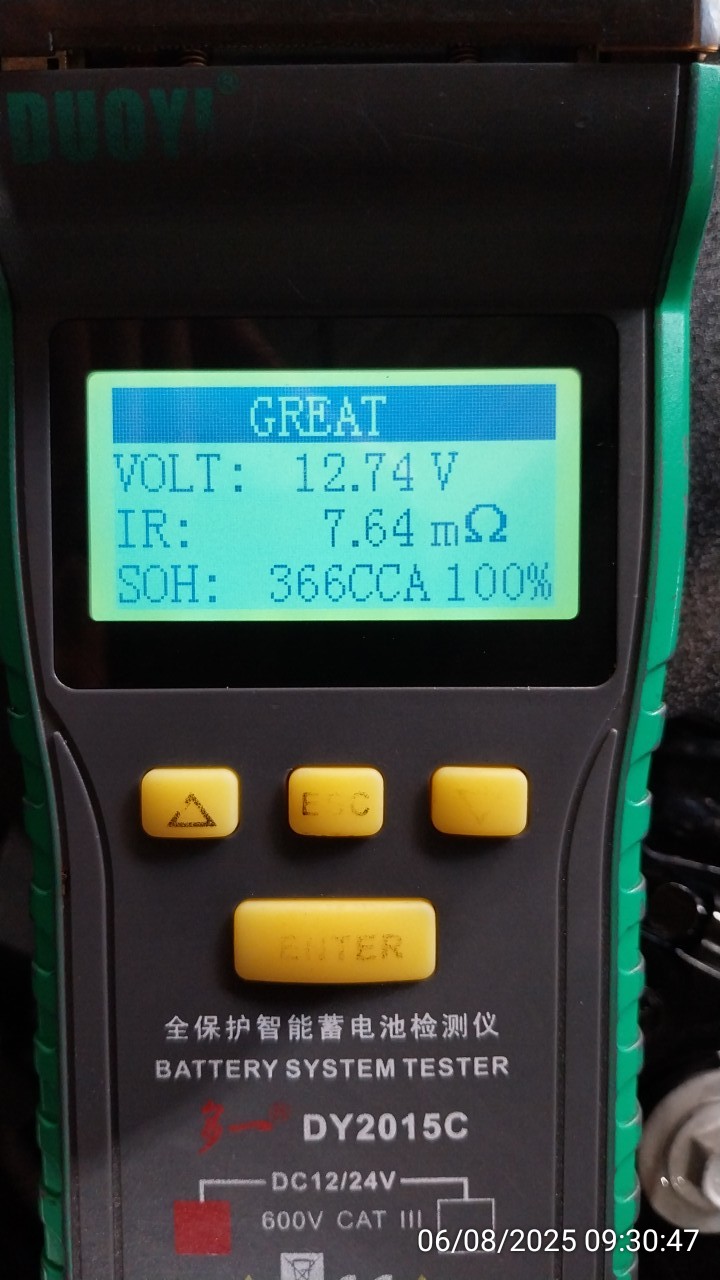 DUOYI®
GREAT
VOLT: 12.74 V
IR: 7.64 mΩ
SOH: 366CCA 100%
ESC
ENTER
全保护智能蓄电池检测仪
BATTERY SYSTEM TESTER
多一® DY2015C
DC12/24V
600V CAT III
06/08/2025 09:30:47